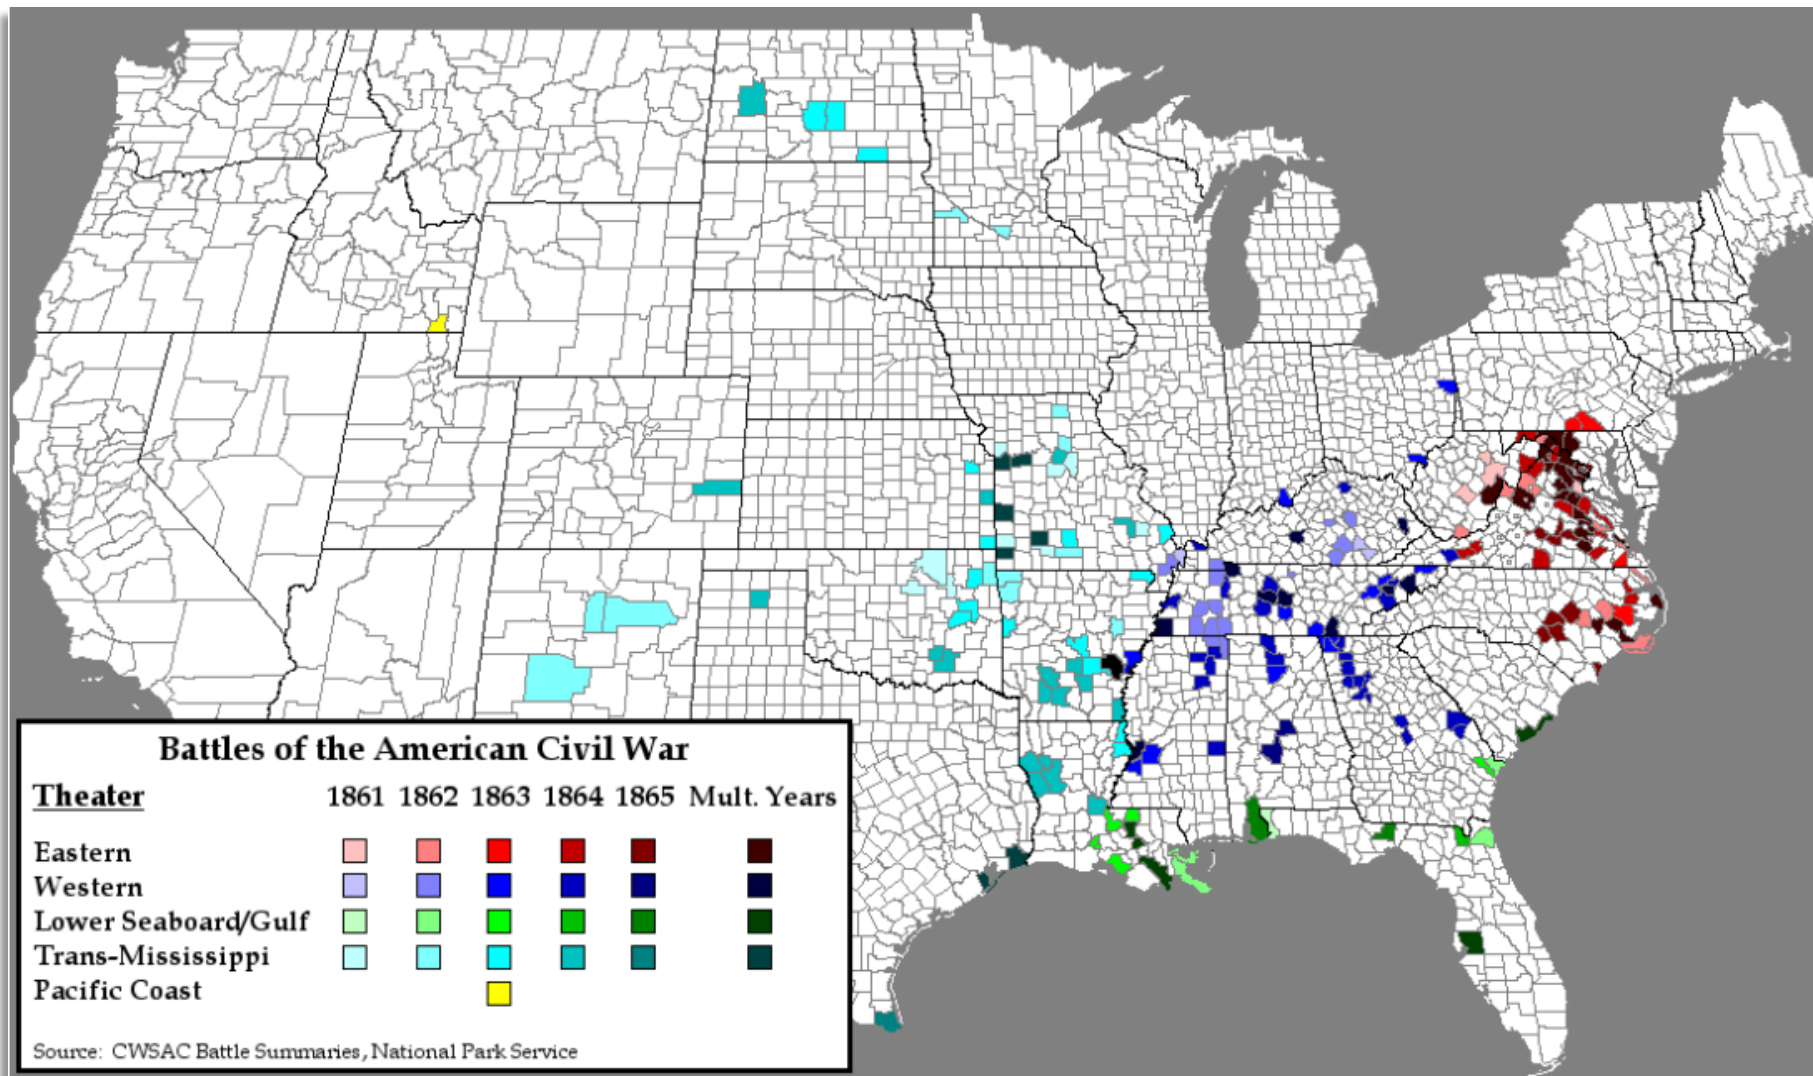 Battles of the American Civil War
Theater 1861 1862 1863 1864 1865 Mult. Years
Eastern
Western
Lower Seaboard/Gulf
Trans-Mississippi
Pacific Coast
Source: CWSAC Battle Summaries, National Park Service